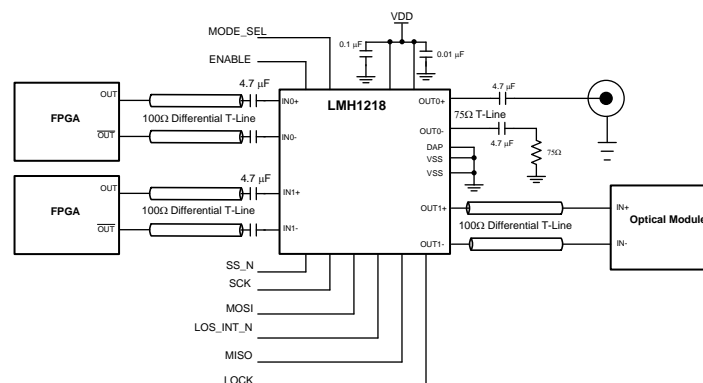 VDD
MODE_SEL
0.1 µF
0.01 µF
ENABLE
4.7 µF
4.7 µF
OUT
IN0+
LMH1218
OUT0+
FPGA
100Ω Differential T-Line
75Ω T-Line
OUT
IN0-
OUT0-
4.7 µF
75Ω
DAP
VSS
VSS
4.7 µF
OUT
IN1+
OUT1+
IN+
FPGA
100Ω Differential T-Line
100Ω Differential T-Line
Optical Module
OUT
IN1-
OUT1-
IN-
SS_N
SCK
MOSI
LOS_INT_N
MISO
LOCK